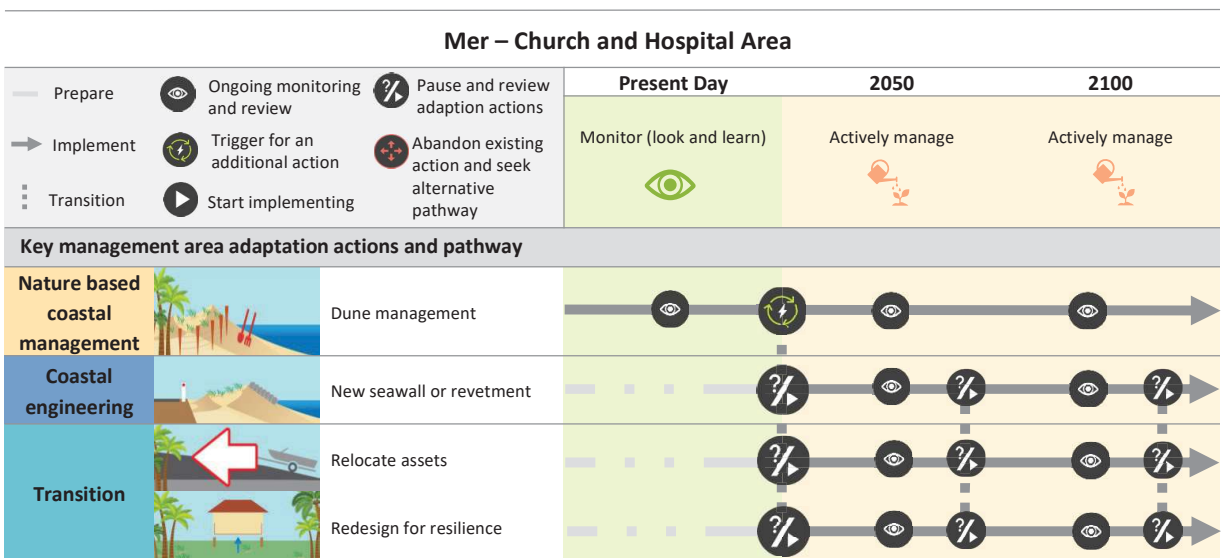 Mer – Church and Hospital Area
Prepare
Ongoing monitoring
and review
Pause and review
adaption actions
Implement
Trigger for an
additional action
Abandon existing
action and seek
alternative
pathway
Transition
Start implementing
Present Day
2050
2100
Monitor (look and learn)
Actively manage
Actively manage
Key management area adaptation actions and pathway
Nature based
coastal
management
Dune management
Coastal
engineering
New seawall or revetment
Transition
Relocate assets
Redesign for resilience